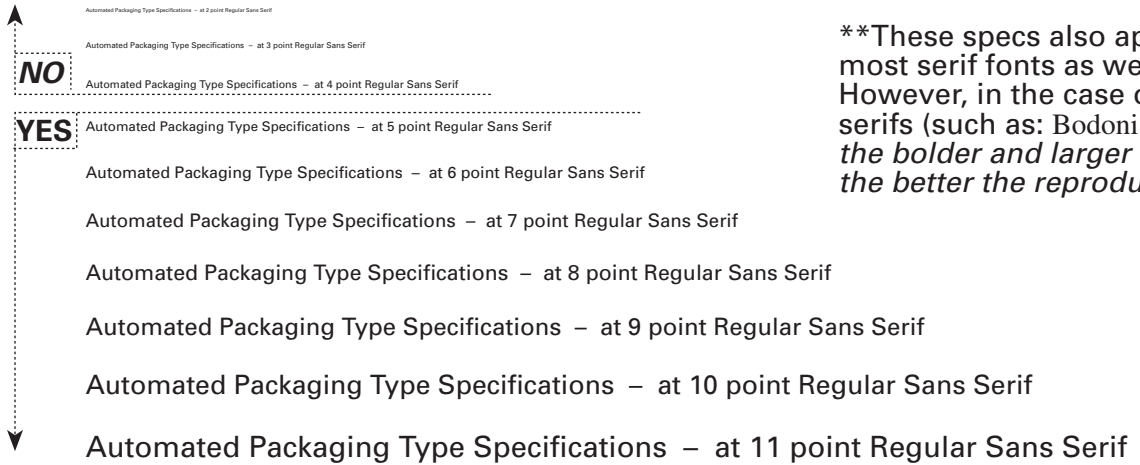 Automated Packaging Type Specifications – at 2 point Regular Sans Serif
Automated Packaging Type Specifications – at 3 point Regular Sans Serif
NO
Automated Packaging Type Specifications – at 4 point Regular Sans Serif
YES
Automated Packaging Type Specifications – at 5 point Regular Sans Serif
Automated Packaging Type Specifications – at 6 point Regular Sans Serif
Automated Packaging Type Specifications – at 7 point Regular Sans Serif
Automated Packaging Type Specifications – at 8 point Regular Sans Serif
Automated Packaging Type Specifications – at 9 point Regular Sans Serif
Automated Packaging Type Specifications – at 10 point Regular Sans Serif
Automated Packaging Type Specifications – at 11 point Regular Sans Serif
**These specs also
most serif fonts as
However, in the case
serifs (such as: Bodoni
the bolder and larger
the better the